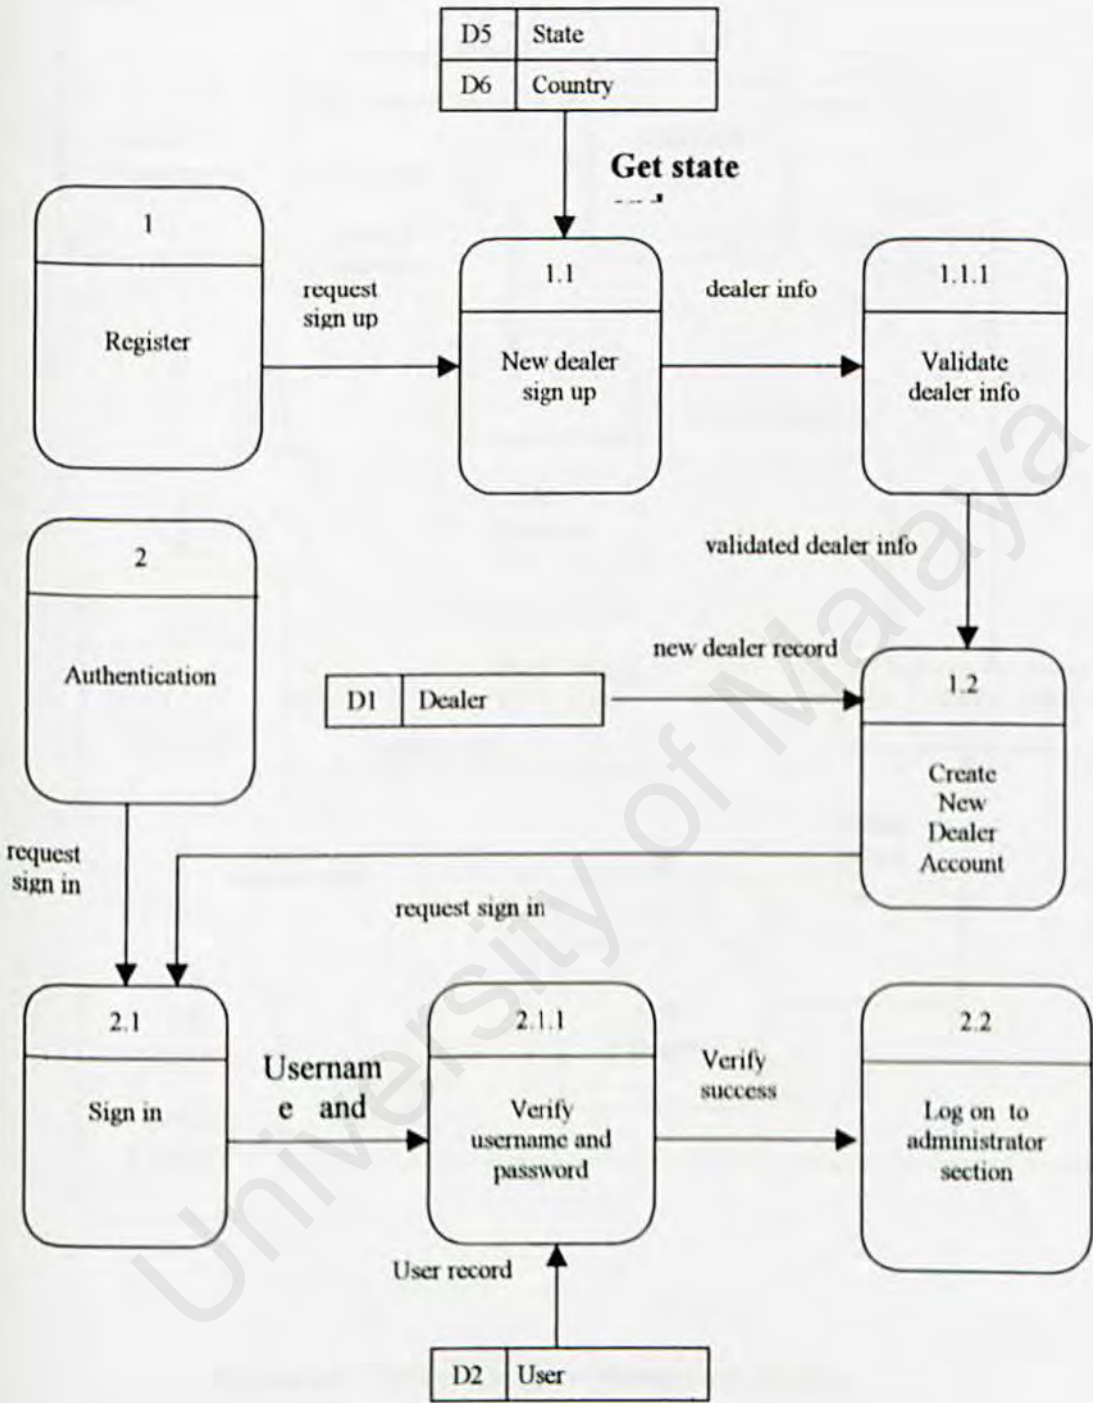 D5 State
D6 Country
Get state
1
Register
request
sign up
1.1
New dealer
sign up
dealer info
1.1.1
Validate
dealer info
validated dealer info
2
Authentication
D1 Dealer
new dealer record
1.2
Create
New
Dealer
Account
request
sign in
request sign in
2.1
Sign in
Usernam
e and
2.1.1
Verify
username and
password
Verify
success
2.2
Log on to
administrator
section
User record
D2 User
University of Malaya